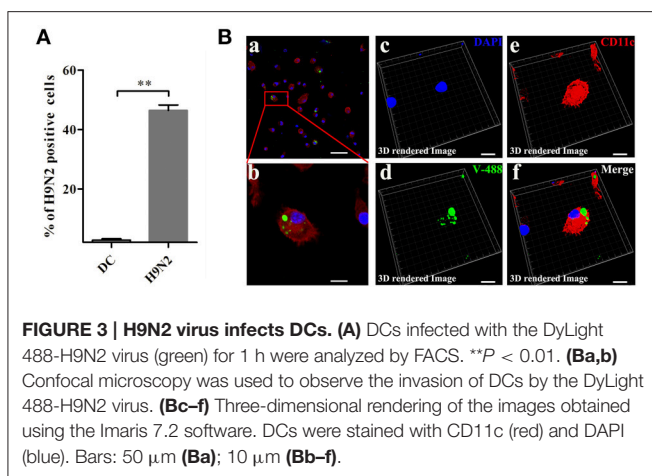 A
B
% of H9N2 positive cells
60
40
20
**
DC
H9N2
a
c
DAPI
3D rendered Image
e
CD11c
3D rendered Image
b
d
V-488
3D rendered Image
f
Merge
3D rendered Image
FIGURE 3 | H9N2 virus infects DCs. (A) DCs infected with the DyLight
488-H9N2 virus (green) for 1 h were analyzed by FACS. **P < 0.01. (Ba,b)
Confocal microscopy was used to observe the invasion of DCs by the DyLight
488-H9N2 virus. (Bc–f) Three-dimensional rendering of the images obtained
using the Imaris 7.2 software. DCs were stained with CD11c (red) and DAPI
(blue). Bars: 50 μm (Ba); 10 μm (Bb–f).